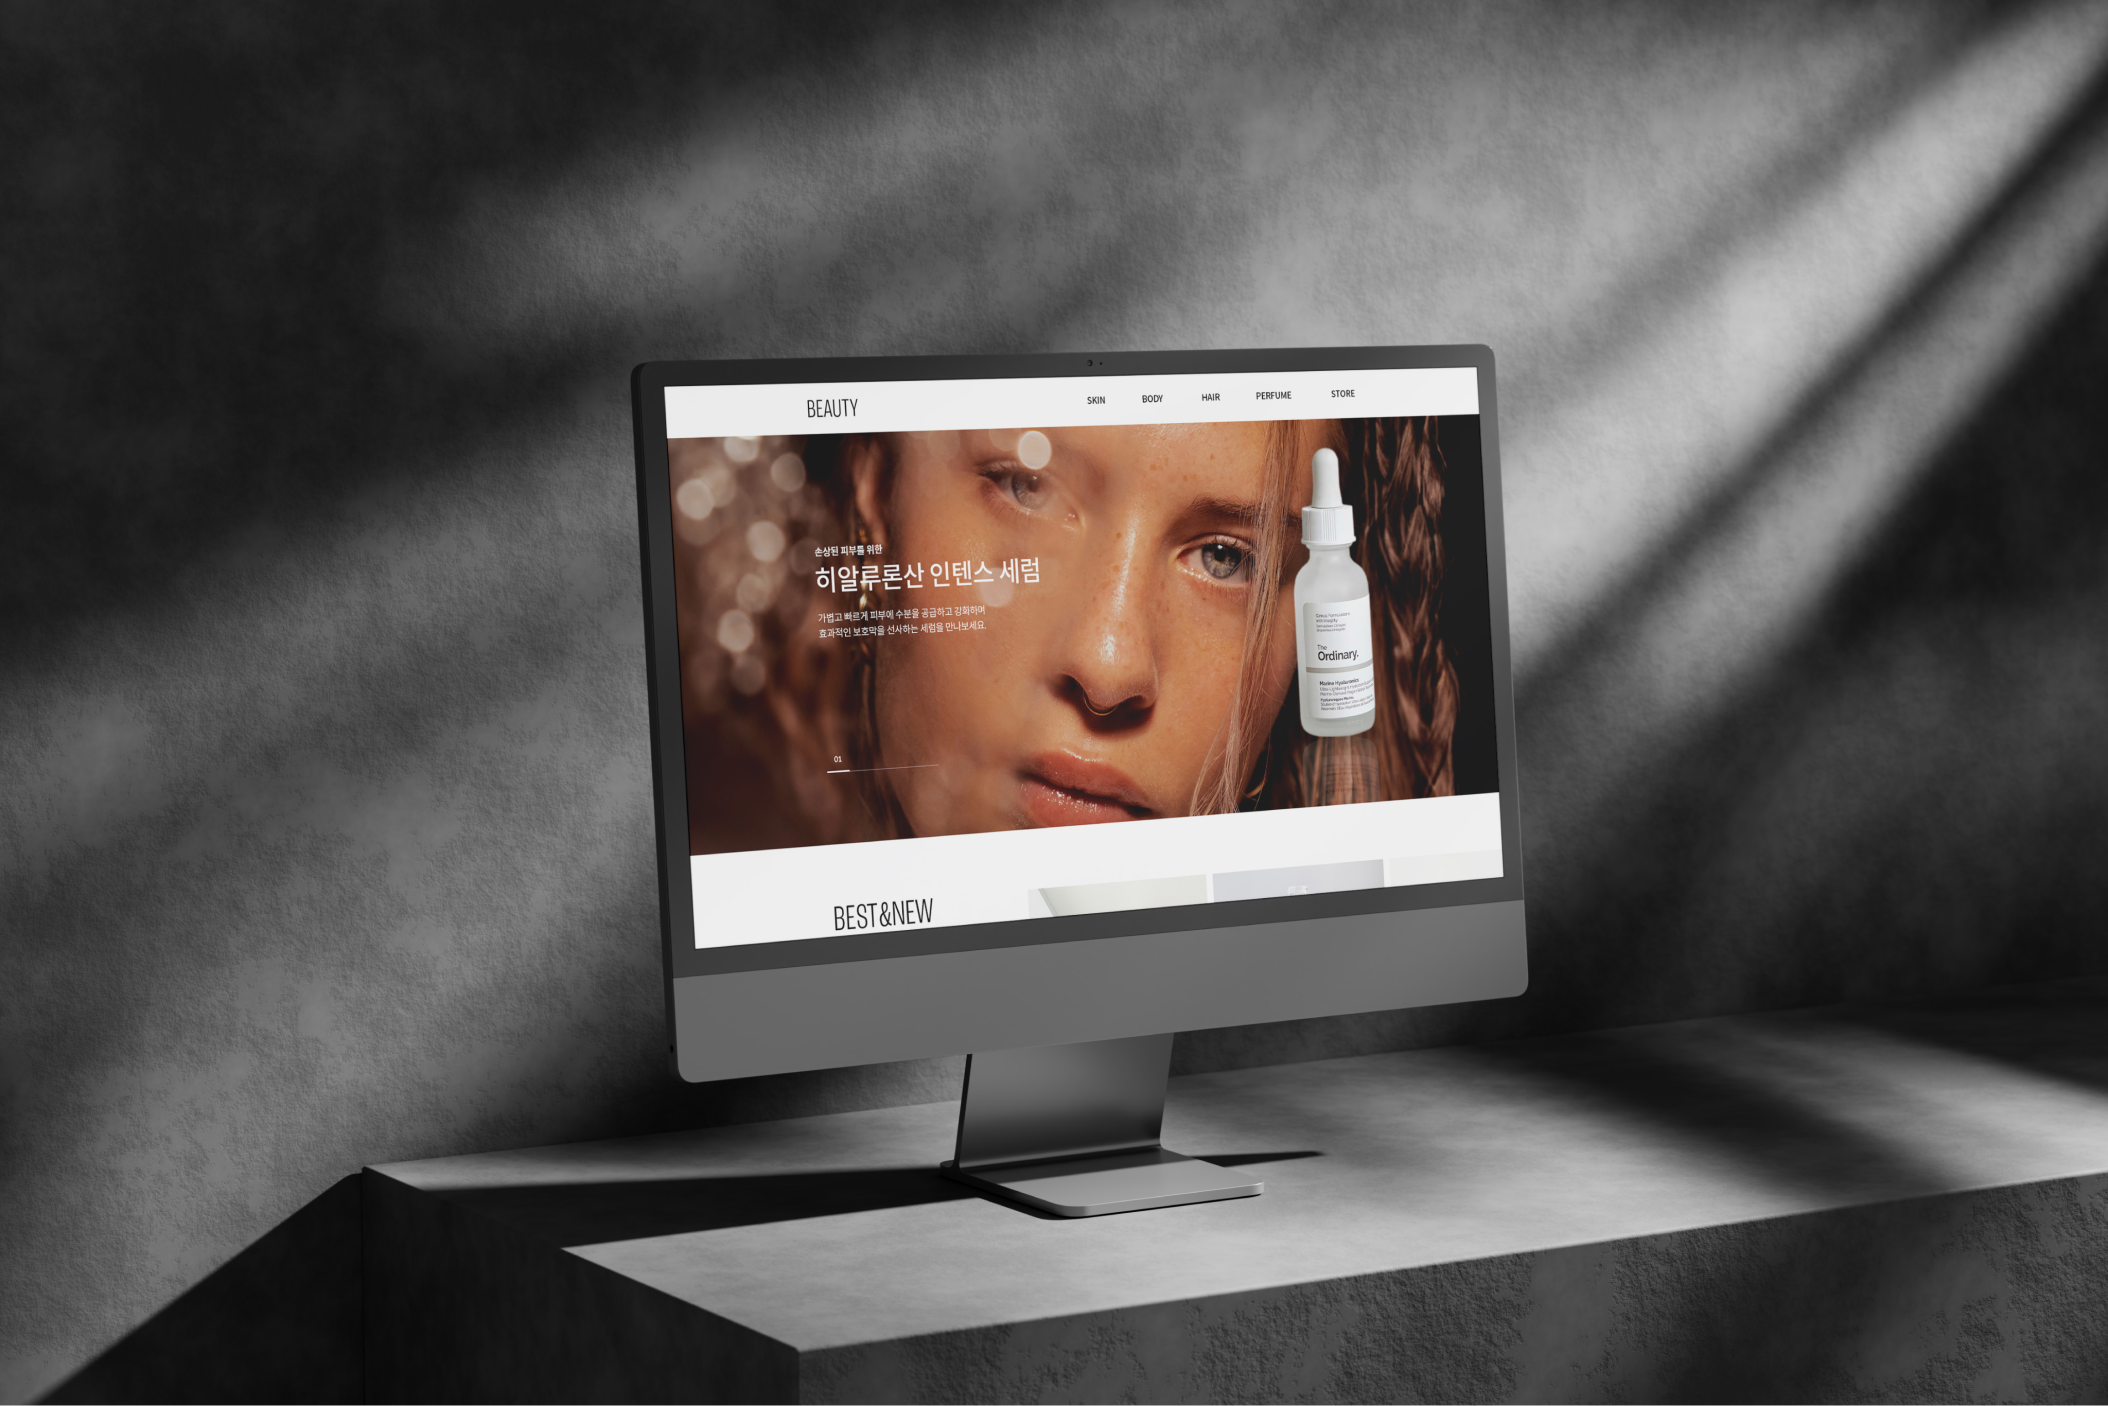 BEAUTY
SKIN BODY HAIR PERFUME STORE
손상된 피부를 위한
히알루론산 인텐스 세럼
가볍고 빠르게 피부에 수분을 공급하고 강화하며
효과적인 보호막을 선사하는 세럼을 만나보세요.
01
The
Ordinary.
Marine Hyaluronics
BEST&NEW